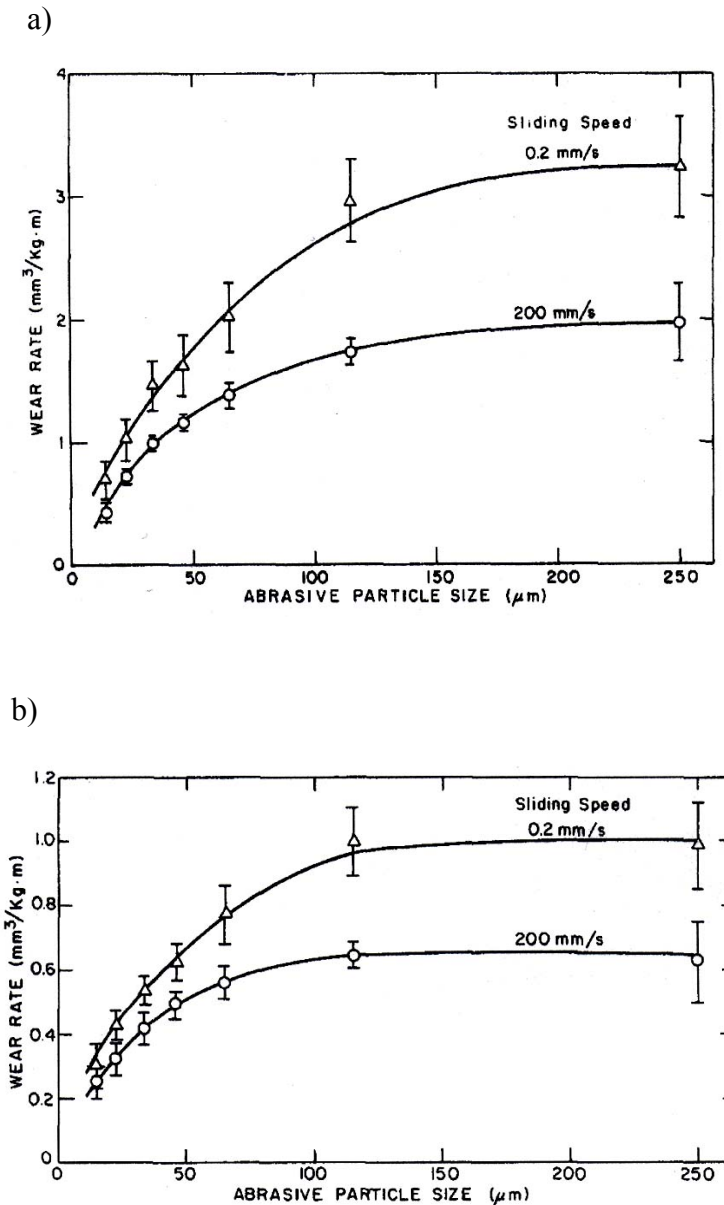 a)
4
Sliding Speed
0.2 mm/s
3
200 mm/s
2
1
0
WEAR RATE (mm³/Kg·m)
0 50 100 150 200 250
ABRASIVE PARTICLE SIZE (μm)
b)
1.2
Sliding Speed
0.2 mm/s
1.0
0.8
200 mm/s
0.6
0.4
0.2
0
WEAR RATE (mm³/Kg·m)
0 50 100 150 200 250
ABRASIVE PARTICLE SIZE (μm)